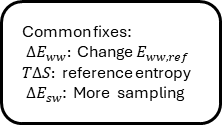 Common fixes:
ΔE_ww: Change E_ww,ref
TΔS: reference entropy
ΔE_sw: More sampling